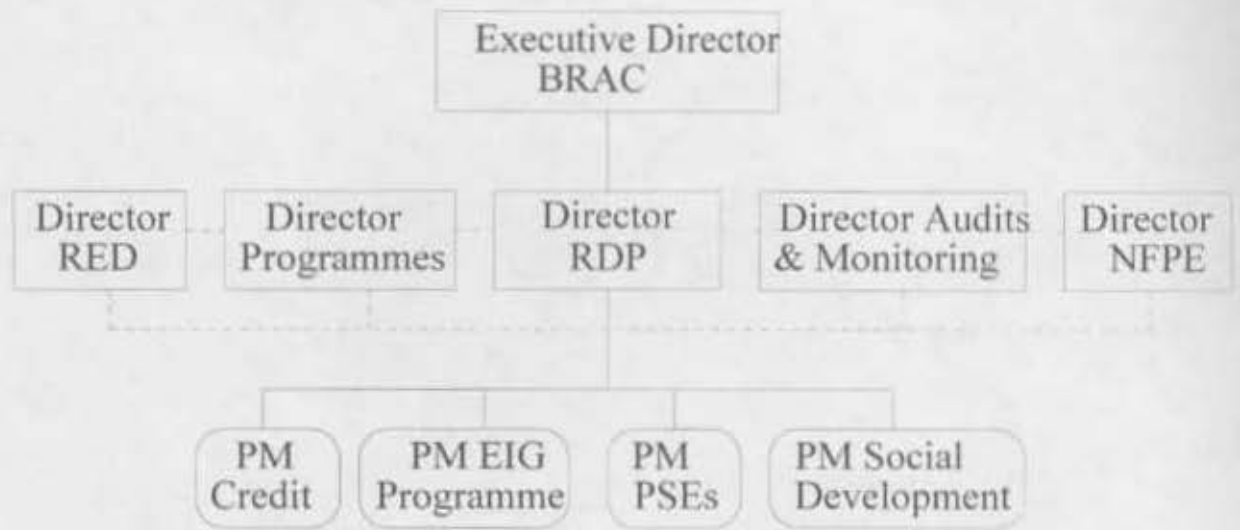 Executive Director
BRAC
Director
RED
Director
Programmes
Director
RDP
Director Audits
& Monitoring
Director
NFPE
PM
Credit
PM EIG
Programme
PM
PSEs
PM Social
Development